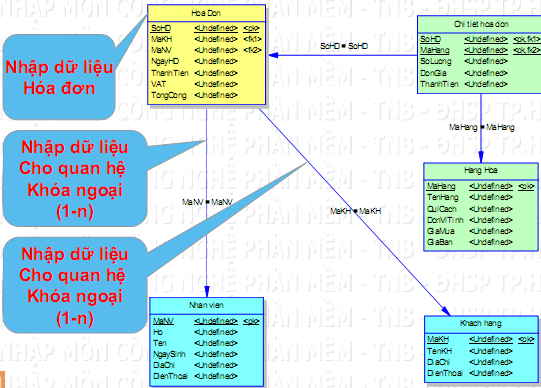 Nhập dữ liệu
Hóa đơn
Nhập dữ liệu
Cho quan hệ
Khóa ngoại
(1-n)
Nhập dữ liệu
Cho quan hệ
Khóa ngoại
(1-n)
Hoa Don
SoHD <Undefined> <pk>
MaKH <Undefined> <fk1>
MaNV <Undefined> <fk2>
NgayHD <Undefined>
ThanhTien <Undefined>
VAT <Undefined>
TongCong <Undefined>
SoHD = SoHD
Chi tiet hoa don
SoHD <Undefined> <pk,fk1>
MaHang <Undefined> <pk,fk2>
SoLuong <Undefined>
DonGia <Undefined>
ThanhTien <Undefined>
MaHang = MaHang
Hang Hoa
MaHang <Undefined> <pk>
TenHang <Undefined>
QuiCach <Undefined>
DonViTinh <Undefined>
GiaMua <Undefined>
GiaBan <Undefined>
MaNV = MaNV
MaKH = MaKH
Nhan vien
MaNV <Undefined> <pk>
Ho <Undefined>
Ten <Undefined>
NgaySinh <Undefined>
DiaChi <Undefined>
DienThoai <Undefined>
Khach hang
MaKH <Undefined> <pk>
TenKH <Undefined>
DiaChi <Undefined>
DienThoai <Undefined>